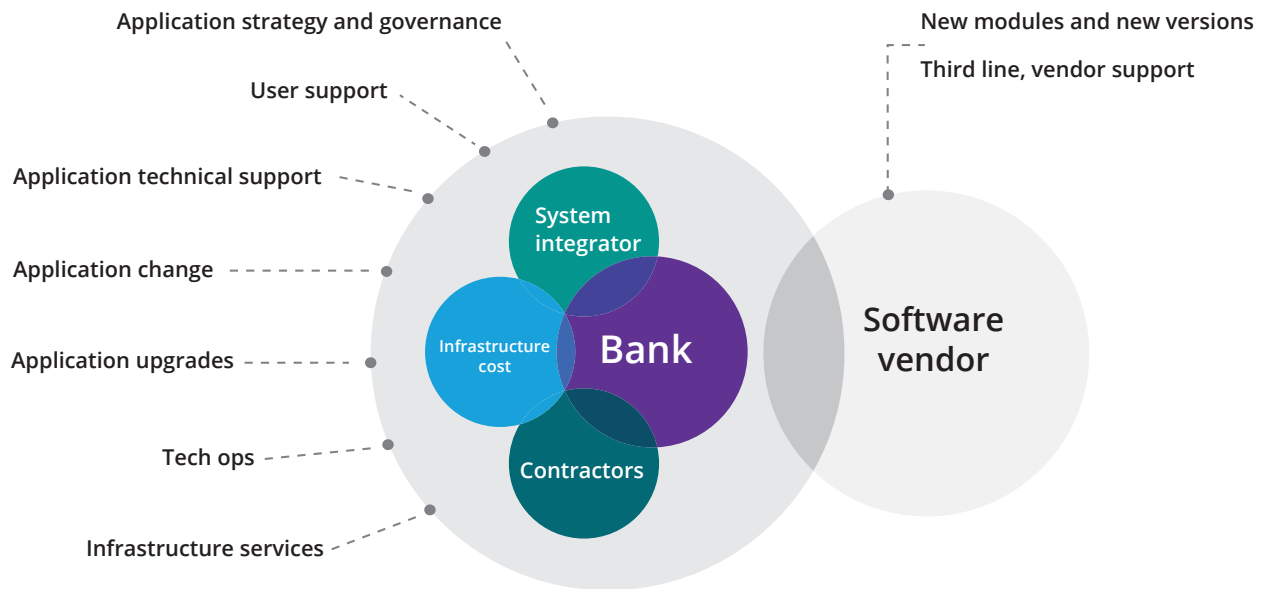 Application strategy and governance
New modules and new versions
Third line, vendor support
User support
Application technical support
System
integrator
Application change
Software
vendor
Infrastructure
cost
Bank
Application upgrades
Tech ops
Contractors
Infrastructure services